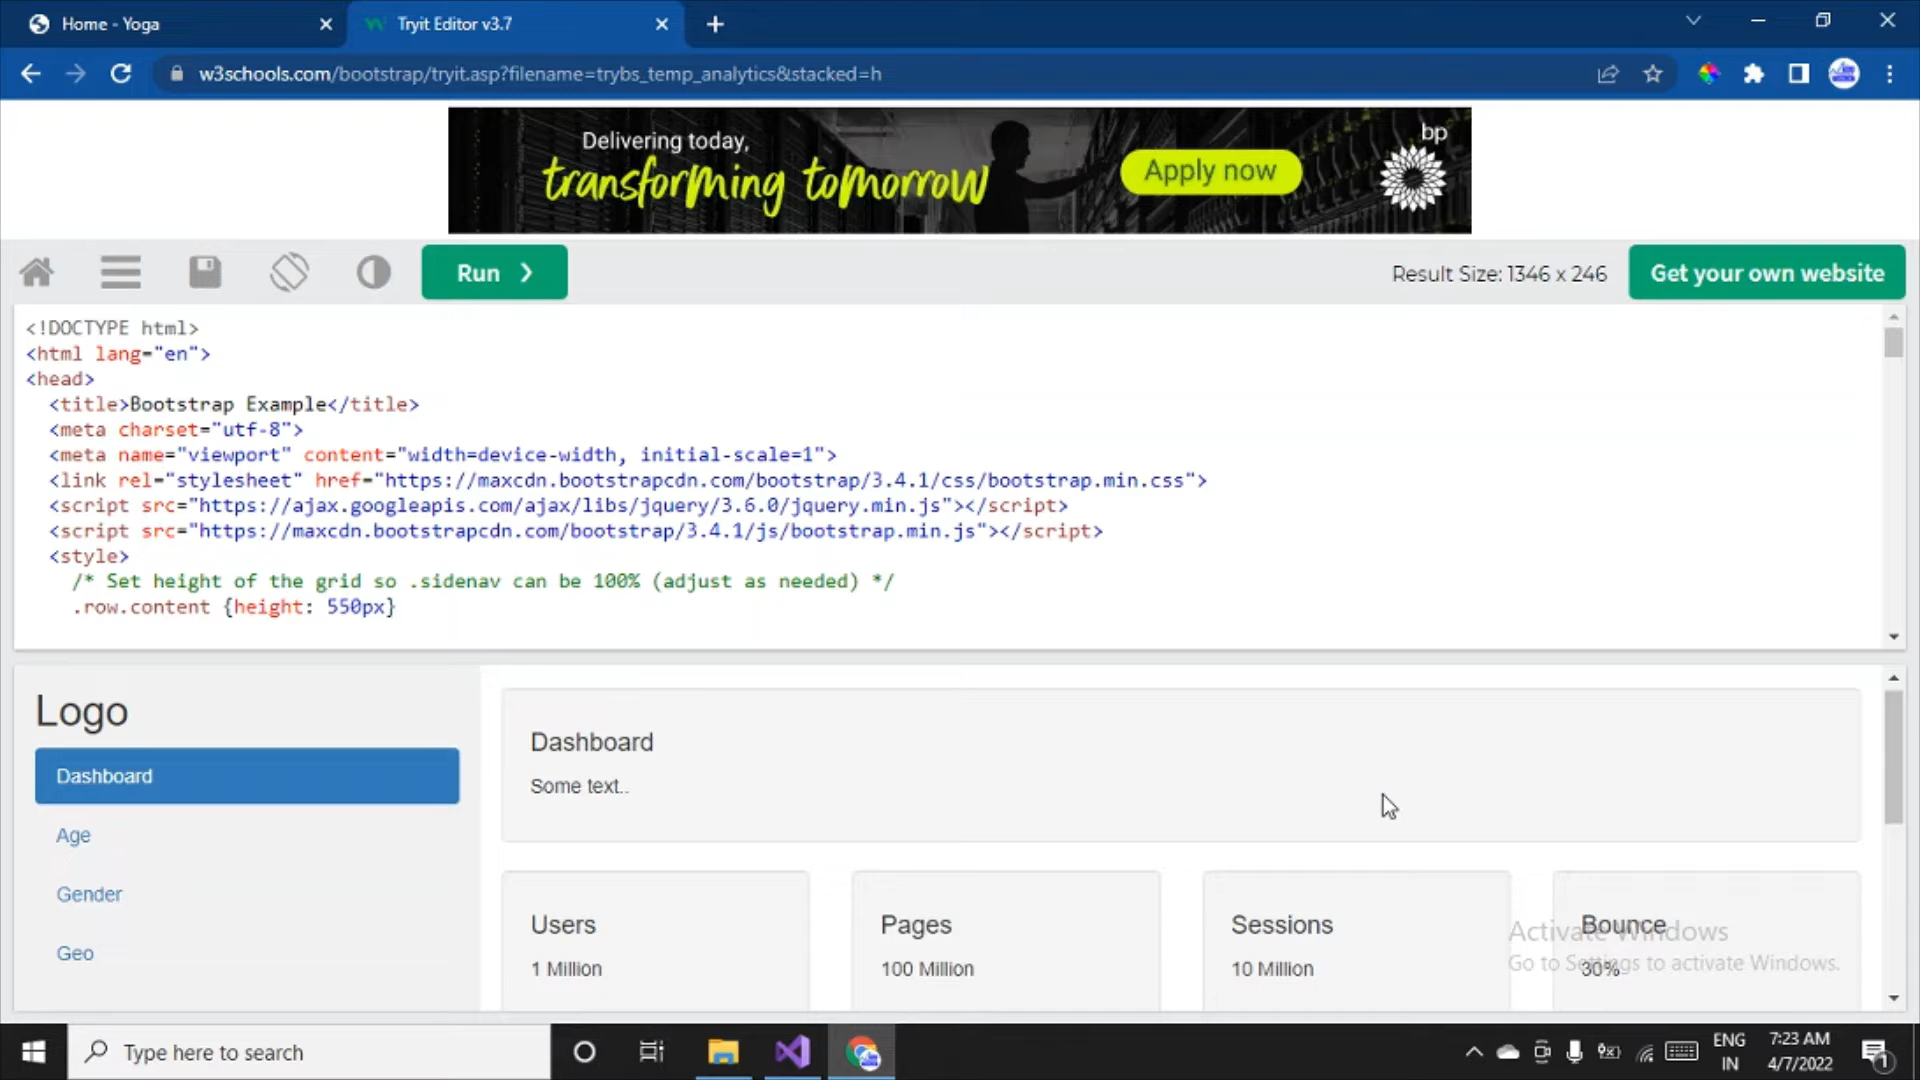 Home - Yoga
Tryit Editor v3.7
w3schools.com/bootstrap/tryit.asp?filename=trybs_temp_analytics&stacked=h
Delivering today,
transforming tomorrow
Apply now
bp
Run ❯
Result Size: 1346 x 246
Get your own website
<!DOCTYPE html>
<html lang="en">
<head>
<title>Bootstrap Example</title>
<meta charset="utf-8">
<meta name="viewport" content="width=device-width, initial-scale=1">
<link rel="stylesheet" href="https://maxcdn.bootstrapcdn.com/bootstrap/3.4.1/css/bootstrap.min.css">
<script src="https://ajax.googleapis.com/ajax/libs/jquery/3.6.0/jquery.min.js"></script>
<script src="https://maxcdn.bootstrapcdn.com/bootstrap/3.4.1/js/bootstrap.min.js"></script>
<style>
/* Set height of the grid so .sidenav can be 100% (adjust as needed) */
.row.content {height: 550px}
Logo
Dashboard
Age
Gender
Geo
Dashboard
Some text..
Users
1 Million
Pages
100 Million
Sessions
10 Million
Bounce
30%
Activate Windows
Go to Settings to activate Windows.
Type here to search
ENG
IN
7:23 AM
4/7/2022
1